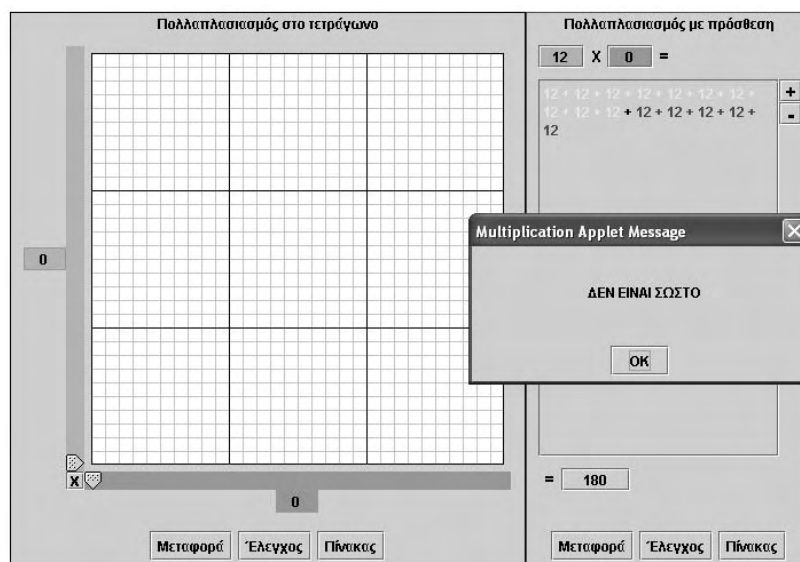 Πολλαπλασιασμός στο τετράγωνο
0
X
0
Μεταφορά Έλεγχος Πίνακας
Πολλαπλασιασμός με πρόσθεση
12 X 0 =
12 + 12 + 12 + 12 + 12 + 12 + 12 +
12 + 12 + 12 + 12 + 12 + 12 + 12 +
12
+
-
Multiplication Applet Message
ΔΕΝ ΕΙΝΑΙ ΣΩΣΤΟ
OK
= 180
Μεταφορά Έλεγχος Πίνακας